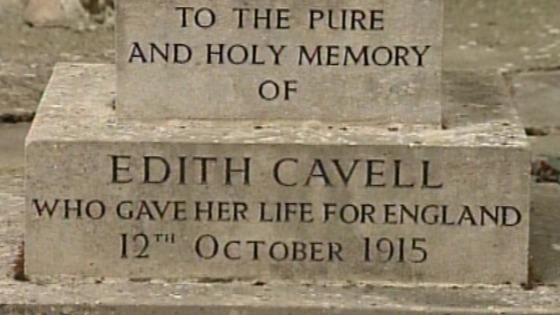 TO THE PURE
AND HOLY MEMORY
OF
EDITH CAVELL
WHO GAVE HER LIFE FOR ENGLAND
12TH OCTOBER 1915